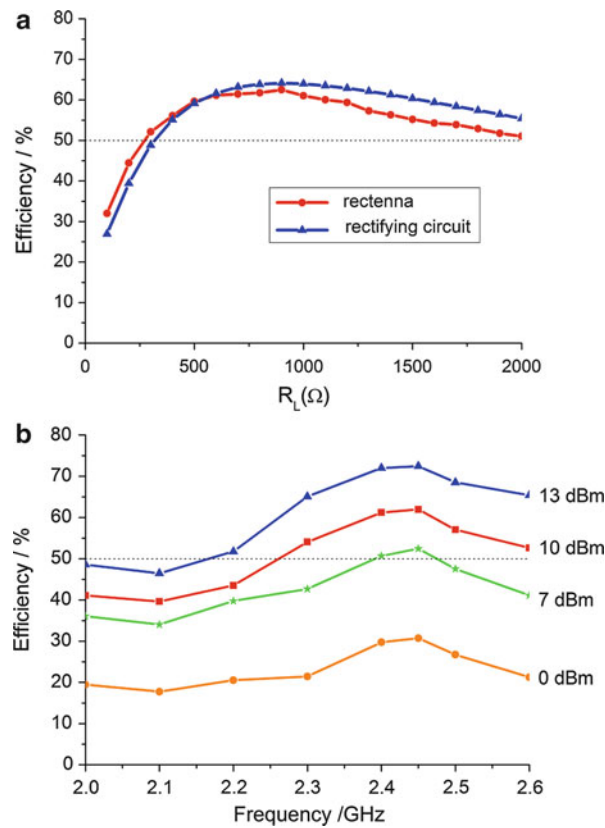 a
80
70
60
50
40
30
20
10
0
Efficiency / %
rectenna
rectifying circuit
0 500 1000 1500 2000
R_L(Ω)
b
80
70
60
50
40
30
20
10
0
Efficiency / %
13 dBm
10 dBm
7 dBm
0 dBm
2.0 2.1 2.2 2.3 2.4 2.5 2.6
Frequency /GHz